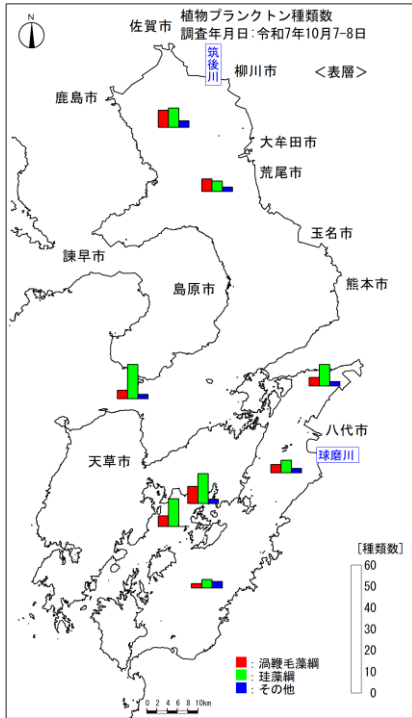 植物プランクトン種類数
調査年月日:令和7年10月7-8日
<表層>
N
佐賀市
筑後川
柳川市
鹿島市
大牟田市
荒尾市
玉名市
諫早市
島原市
熊本市
八代市
球磨川
天草市
[種類数]
60
50
40
30
20
10
0
:渦鞭毛藻綱
:珪藻綱
:その他
0 2 4 6 8 10km